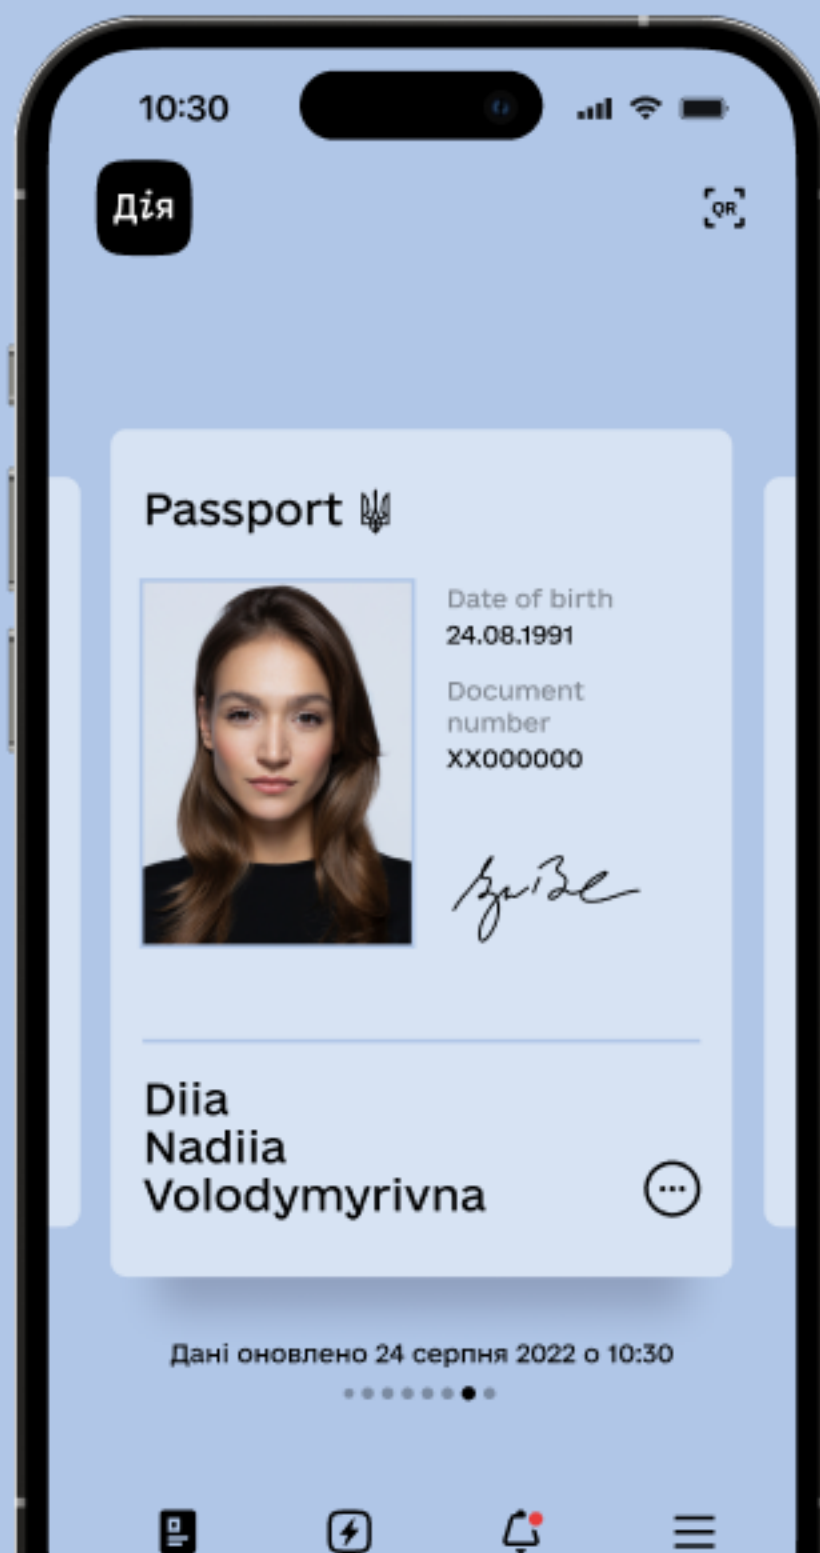 10:30
Дія
QR
Passport
Date of birth
24.08.1991
Document
number
XX000000
Diia
Nadiia
Volodymyrivna
Дані оновлено 24 серпня 2022 о 10:30